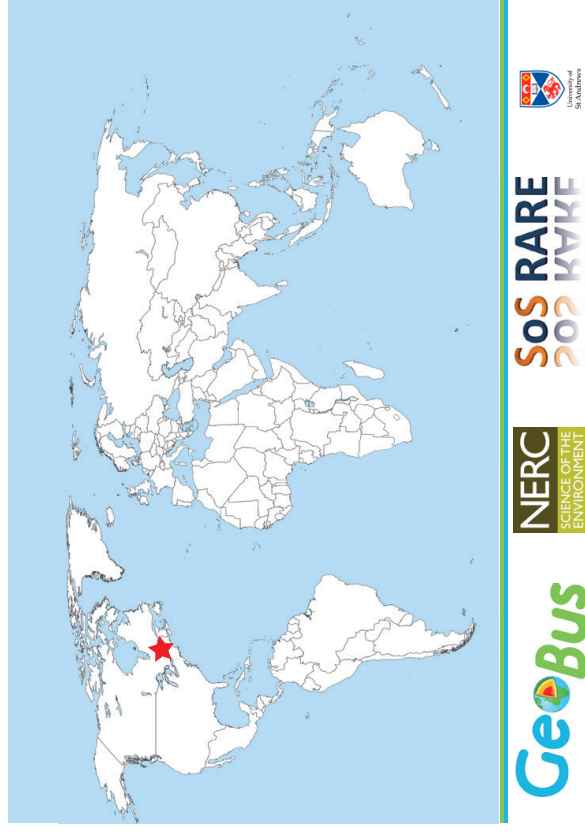 GeoBus
NERC
SCIENCE OF THE
ENVIRONMENT
SoS RARE
University of
St Andrews